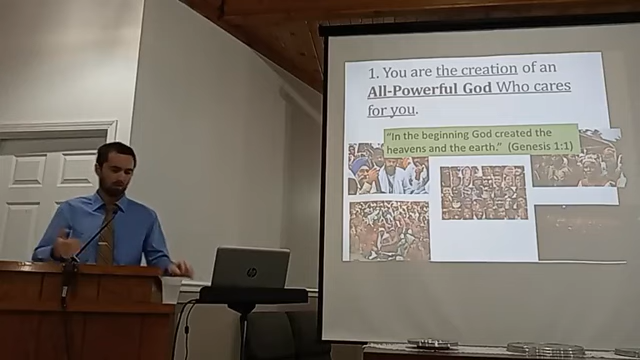 1. You are the creation of an
All-Powerful God Who cares
for you.
“In the beginning God created the
heavens and the earth.” (Genesis 1:1)
hp